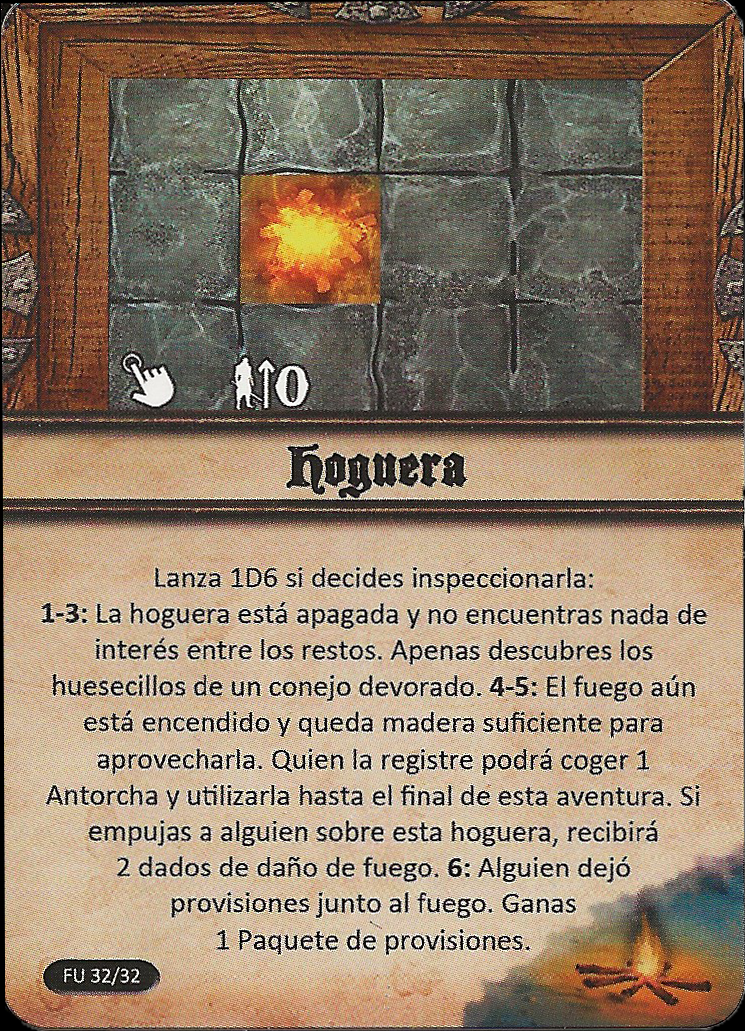 0
Hoguera
Lanza 1D6 si decides inspeccionarla:
1-3: La hoguera está apagada y no encuentras nada de
interés entre los restos. Apenas descubres los
huesecillos de un conejo devorado. 4-5: El fuego aún
está encendido y queda madera suficiente para
aprovecharla. Quien la registre podrá coger 1
Antorcha y utilizarla hasta el final de esta aventura. Si
empujas a alguien sobre esta hoguera, recibirá
2 dados de daño de fuego. 6: Alguien dejó
provisiones junto al fuego. Ganas
1 Paquete de provisiones.
FU 32/32